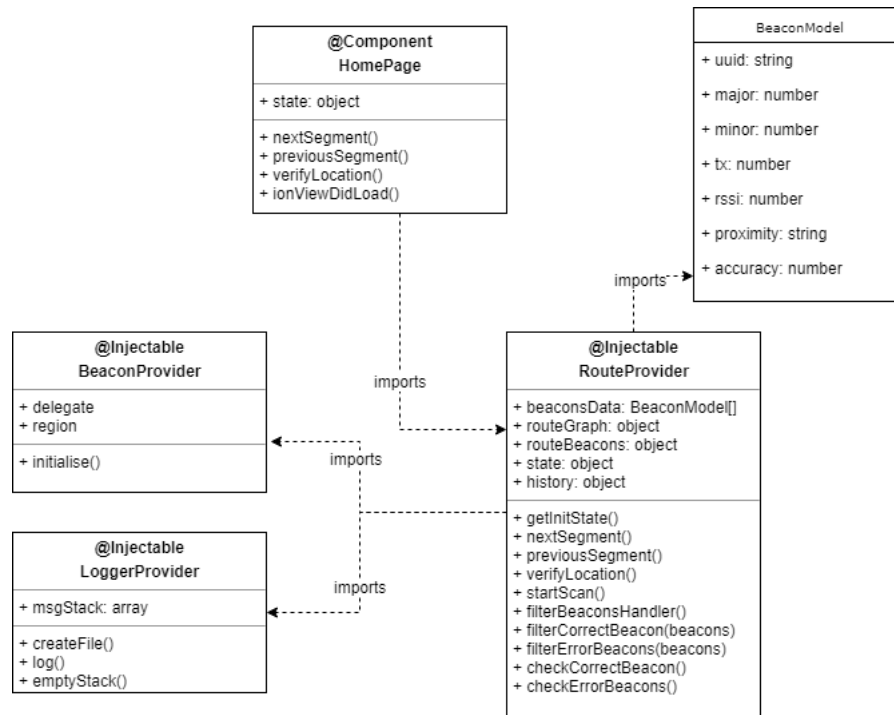 @Component
HomePage
+ state: object
+ nextSegment()
+ previousSegment()
+ verifyLocation()
+ ionViewDidLoad()
BeaconModel
+ uuid: string
+ major: number
+ minor: number
+ tx: number
+ rssi: number
+ proximity: string
+ accuracy: number
imports
imports
@Injectable
BeaconProvider
+ delegate
+ region
+ initialise()
imports
@Injectable
LoggerProvider
+ msgStack: array
+ createFile()
+ log()
+ emptyStack()
imports
@Injectable
RouteProvider
+ beaconsData: BeaconModel[]
+ routeGraph: object
+ routeBeacons: object
+ state: object
+ history: object
+ getInitState()
+ nextSegment()
+ previousSegment()
+ verifyLocation()
+ startScan()
+ filterBeaconsHandler()
+ filterCorrectBeacon(beacons)
+ filterErrorBeacons(beacons)
+ checkCorrectBeacon()
+ checkErrorBeacons()